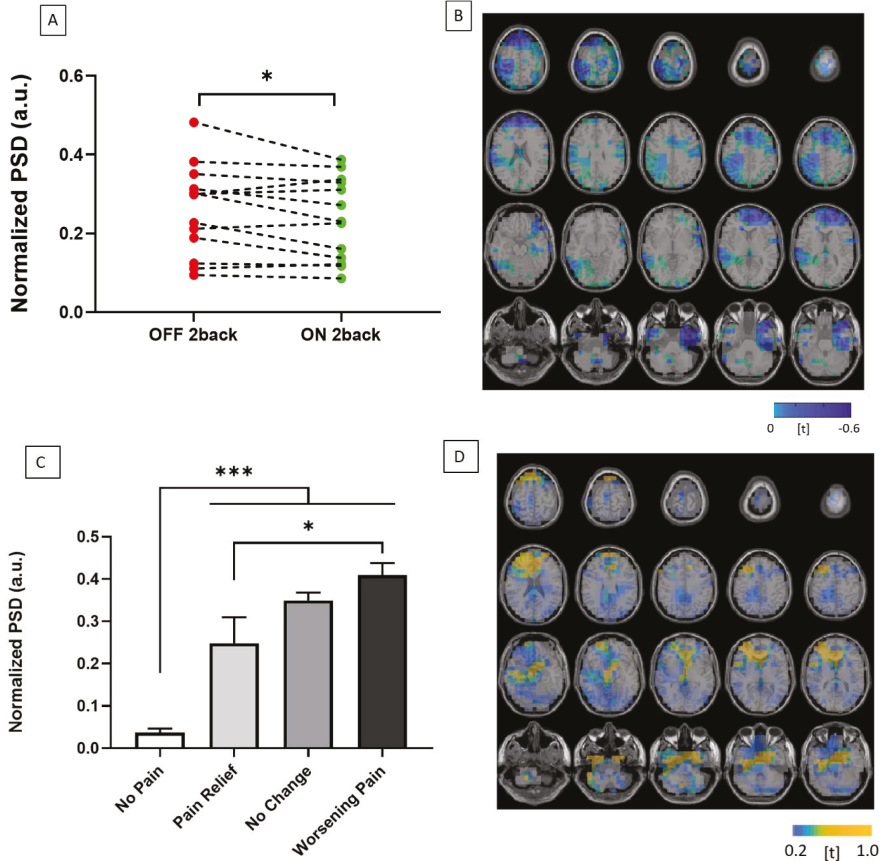 A
Normalized PSD (a.u.)
0.6
0.4
0.2
0.0
*
OFF 2back
ON 2back
B
0
[t]
-0.6
C
Normalized PSD (a.u.)
0.5
0.4
0.3
0.2
0.1
0.0
***
*
No Pain
Pain Relief
No Change
Worsening Pain
D
0.2
[t]
1.0